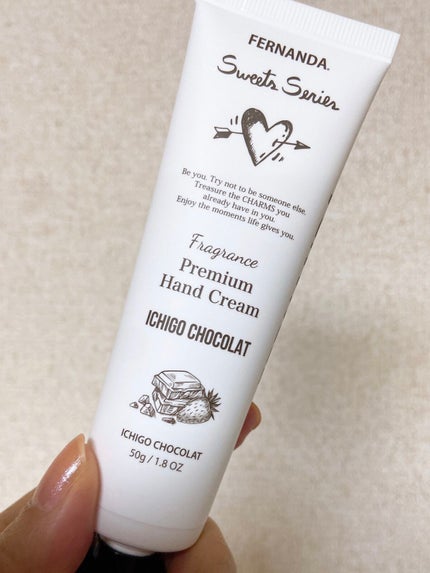 FERNANDA.
Sweets Series
Be you. Try not to be someone else.
Treasure the CHARMS you
already have in you.
Enjoy the moments life gives you.
Fragrance
Premium
Hand Cream
ICHIGO CHOCOLAT
ICHIGO CHOCOLAT
50g / 1.8 OZ